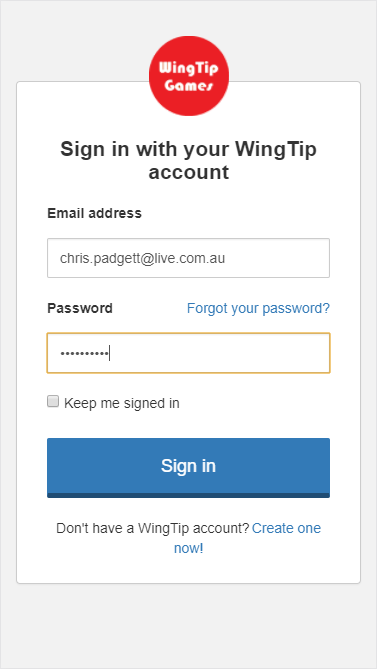 WingTip
Games
Sign in with your WingTip
account
Email address
chris.padgett@live.com.au
Password Forgot your password?
••••••••••
Keep me signed in
Sign in
Don't have a WingTip account? Create one
now!